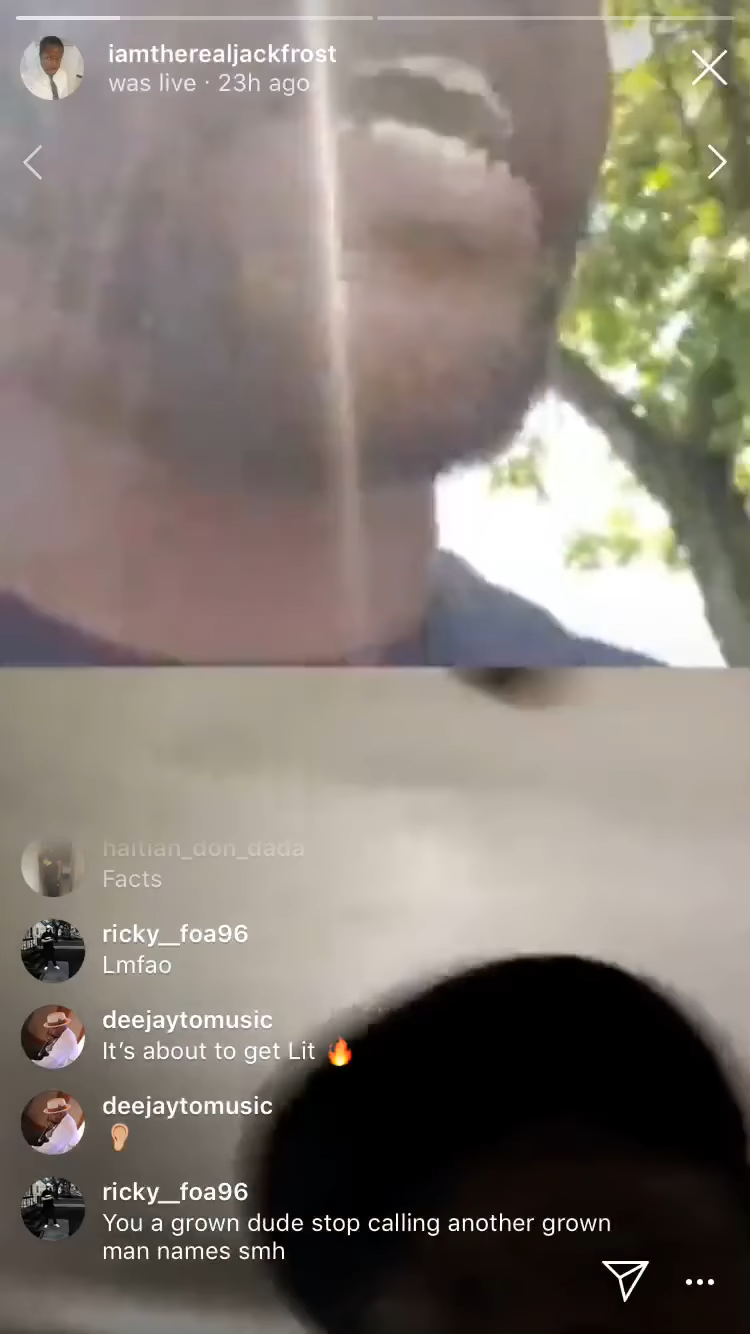 iamtherealjackfrost
was live · 23h ago
haitian_don_dada
Facts
ricky__foa96
Lmfao
deejaytomusic
It’s about to get Lit 🔥
deejaytomusic
👂🏼
ricky__foa96
You a grown dude stop calling another grown
man names smh